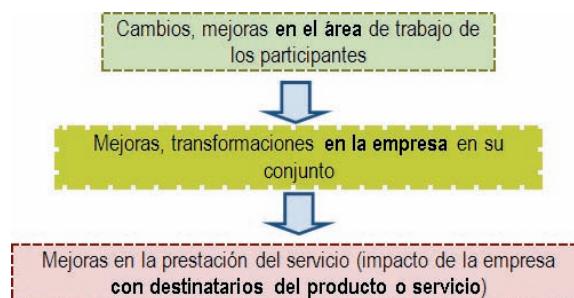 Cambios, mejoras en el área de trabajo de
los participantes
Mejoras, transformaciones en la empresa en su
conjunto
Mejoras en la prestación del servicio (impacto de la empresa
con destinatarios del producto o servicio)